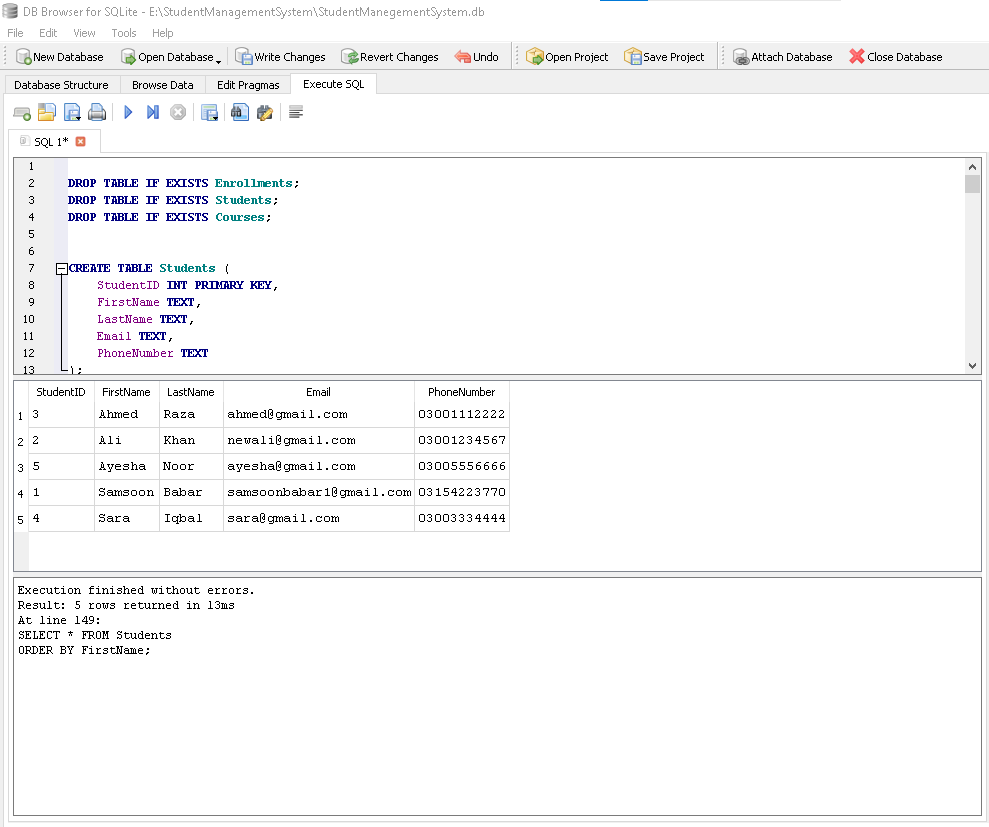 DB Browser for SQLite - E:\StudentManagementSystem\StudentManegementSystem.db
File Edit View Tools Help
New Database Open Database Write Changes Revert Changes Undo Open Project Save Project Attach Database Close Database
Database Structure Browse Data Edit Pragmas Execute SQL
SQL 1*
1
2 DROP TABLE IF EXISTS Enrollments;
3 DROP TABLE IF EXISTS Students;
4 DROP TABLE IF EXISTS Courses;
5
6
7 CREATE TABLE Students (
8 StudentID INT PRIMARY KEY,
9 FirstName TEXT,
10 LastName TEXT,
11 Email TEXT,
12 PhoneNumber TEXT
13 );
StudentID FirstName LastName Email PhoneNumber
1 3 Ahmed Raza ahmed@gmail.com 03001112222
2 2 Ali Khan newali@gmail.com 03001234567
3 5 Ayesha Noor ayesha@gmail.com 03005556666
4 1 Samsoon Babar samsoonbabar1@gmail.com 03154223770
5 4 Sara Iqbal sara@gmail.com 03003334444
Execution finished without errors.
Result: 5 rows returned in 13ms
At line 149:
SELECT * FROM Students
ORDER BY FirstName;